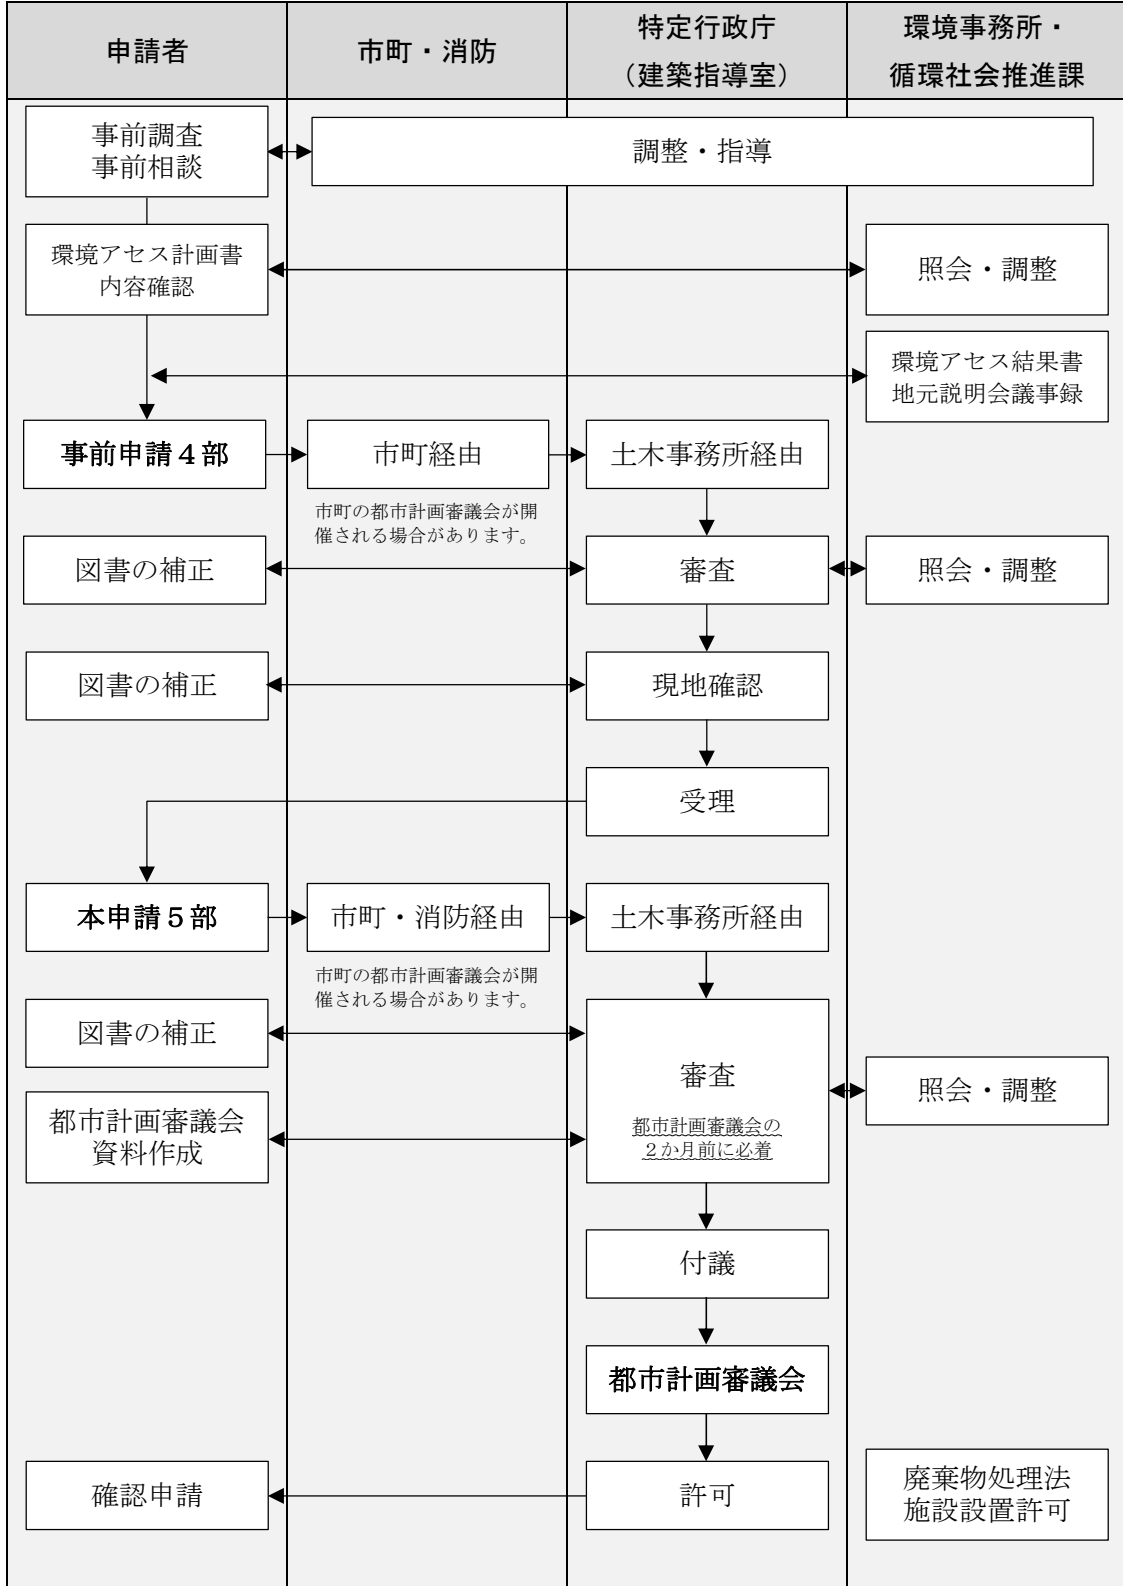 申請者
市町・消防
特定行政庁
（建築指導室）
環境事務所・
循環社会推進課
事前調査
事前相談
調整・指導
環境アセス計画書
内容確認
照会・調整
環境アセス結果書
地元説明会議事録
事前申請４部
市町経由
土木事務所経由
市町の都市計画審議会が開
催される場合があります。
図書の補正
審査
照会・調整
図書の補正
現地確認
受理
本申請５部
市町・消防経由
土木事務所経由
市町の都市計画審議会が開
催される場合があります。
図書の補正
審査
都市計画審議会の
２か月前に必着
照会・調整
都市計画審議会
資料作成
付議
都市計画審議会
確認申請
許可
廃棄物処理法
施設設置許可